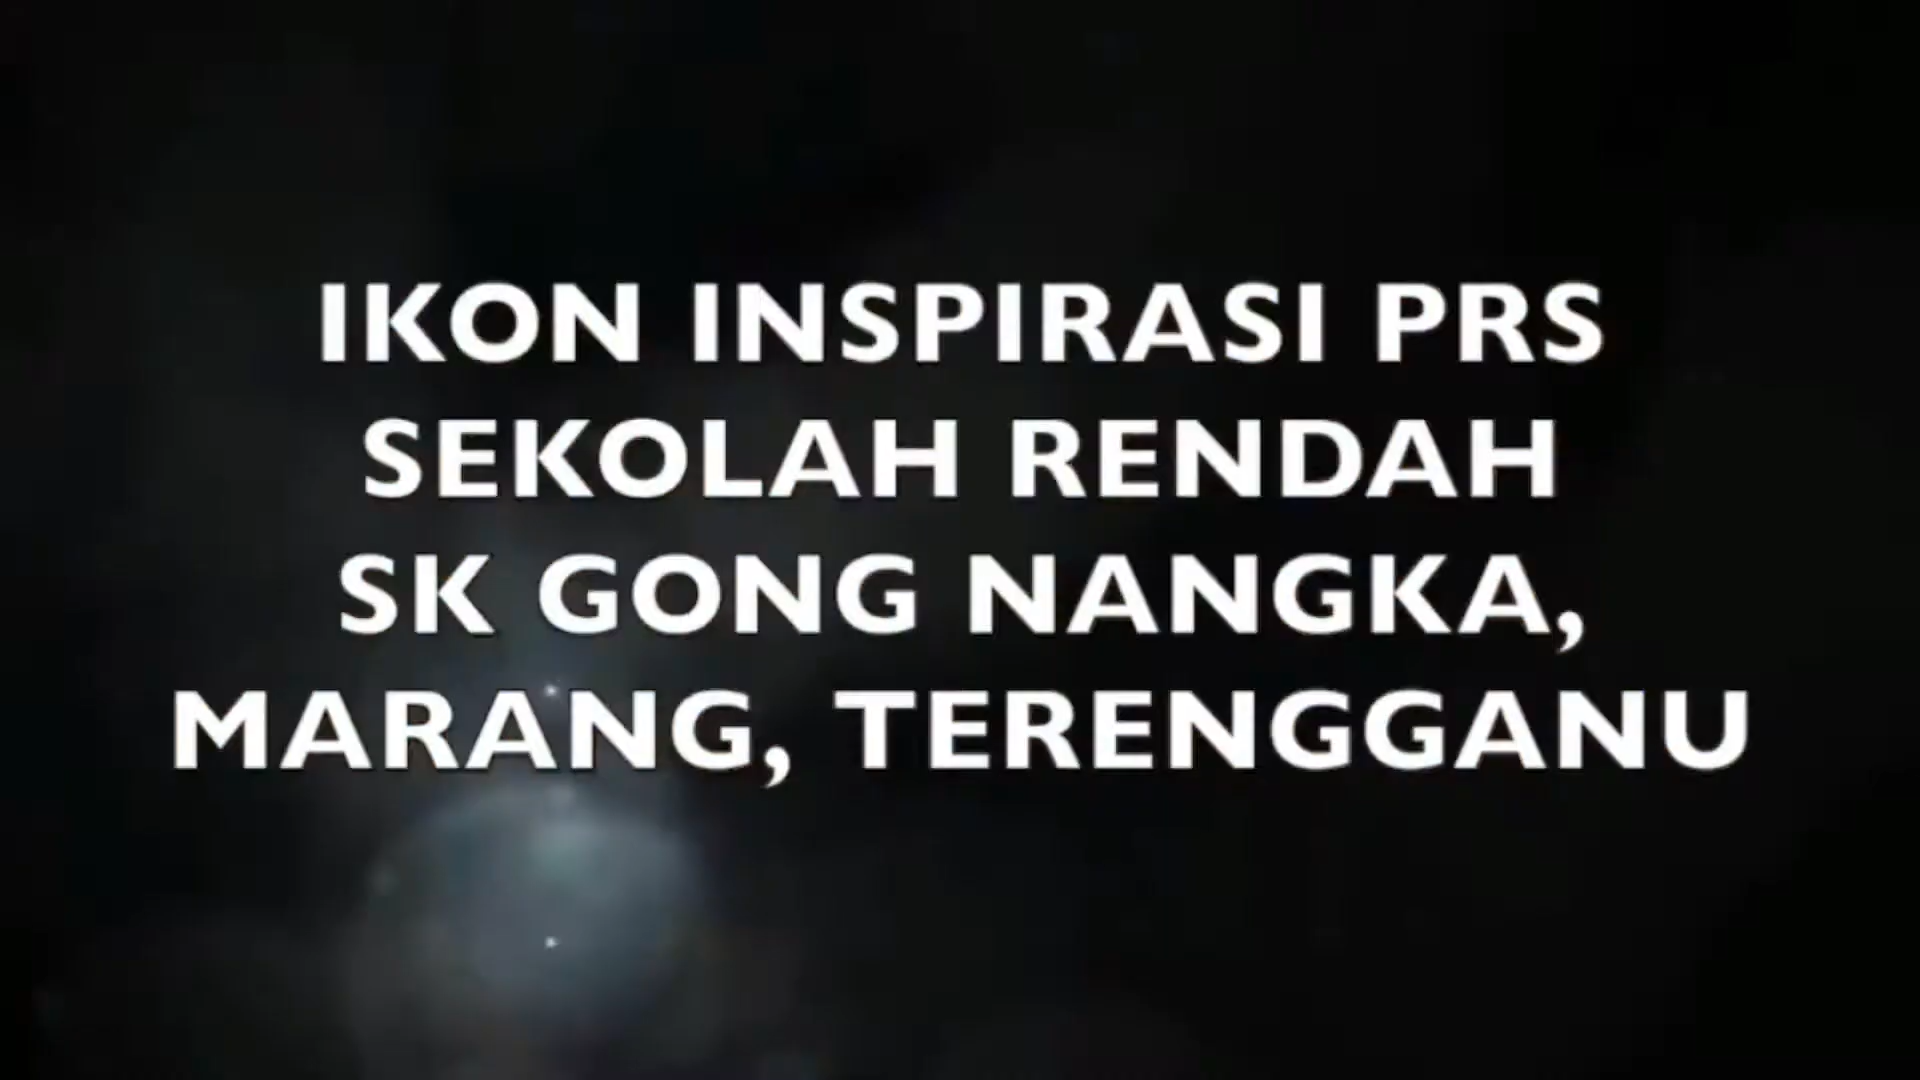 IKON INSPIRASI PRS
SEKOLAH RENDAH
SK GONG NANGKA,
MARANG, TERENGGANU